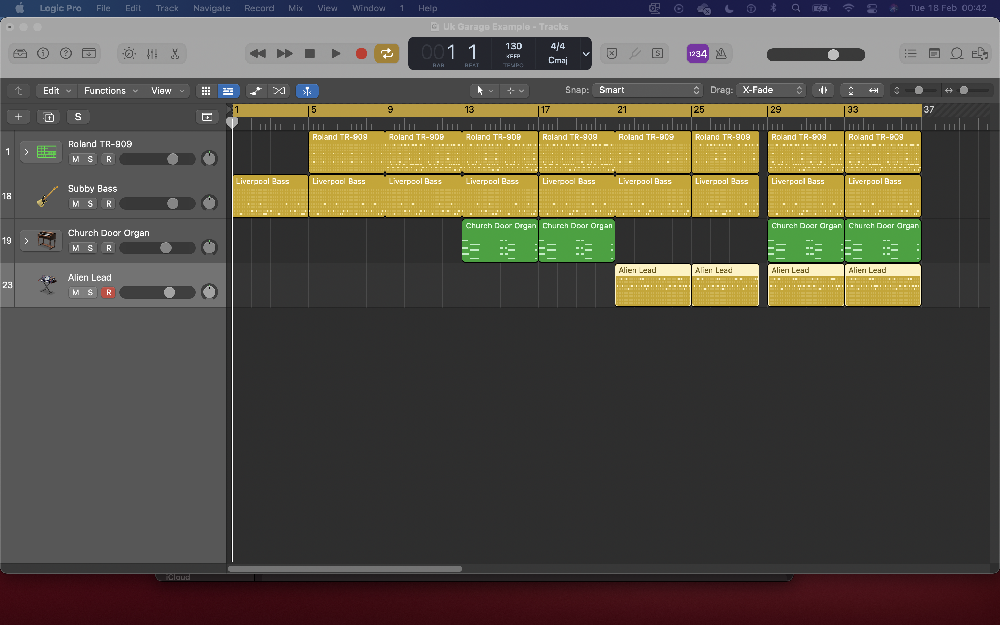 Logic Pro File Edit Track Navigate Record Mix View Window 1 Help Tue 18 Feb 00:42
Uk Garage Example - Tracks
001 1 130 4/4
KEEP Cmaj
BAR BEAT TEMPO
1234
S
Edit Functions View Snap: Smart Drag: X-Fade
S 1 5 9 13 17 21 25 29 33 37
1 Roland TR-909
M S R
Roland TR-909 Roland TR-909 Roland TR-909 Roland TR-909 Roland TR-909 Roland TR-909 Roland TR-909 Roland TR-909
18 Subby Bass
M S R
Liverpool Bass Liverpool Bass Liverpool Bass Liverpool Bass Liverpool Bass Liverpool Bass Liverpool Bass Liverpool Bass Liverpool Bass
19 Church Door Organ
M S R
Church Door Organ Church Door Organ Church Door Organ Church Door Organ
23 Alien Lead
M S R
Alien Lead Alien Lead Alien Lead Alien Lead
iCloud